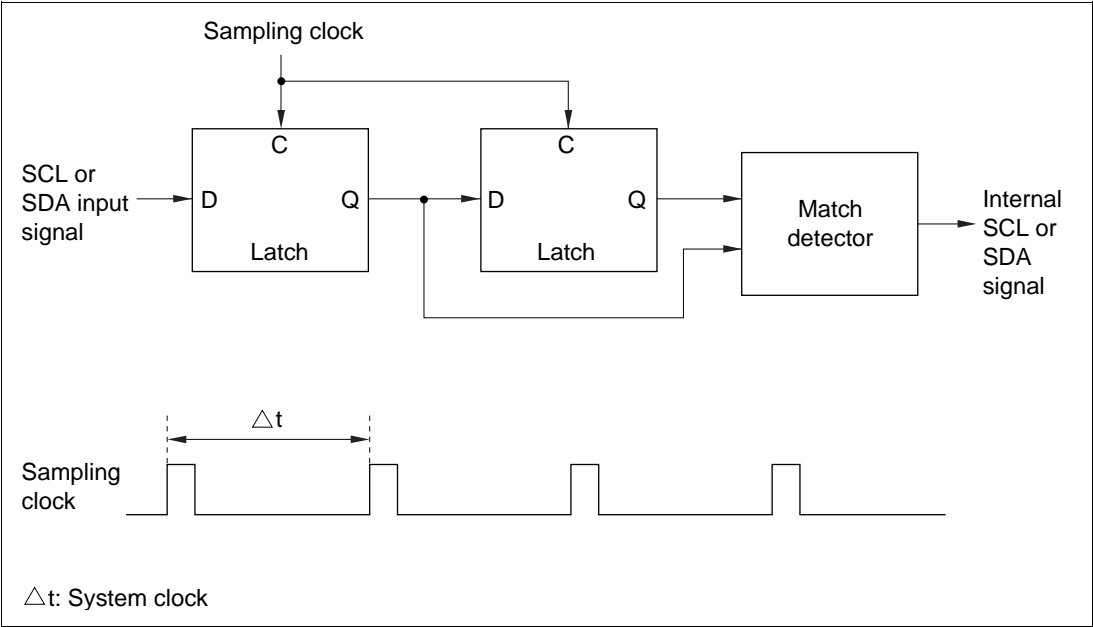 Sampling clock
C
C
SCL or
SDA input
signal
D
Q
D
Q
Latch
Latch
Match
detector
Internal
SCL or
SDA
signal
△t
Sampling
clock
△t: System clock